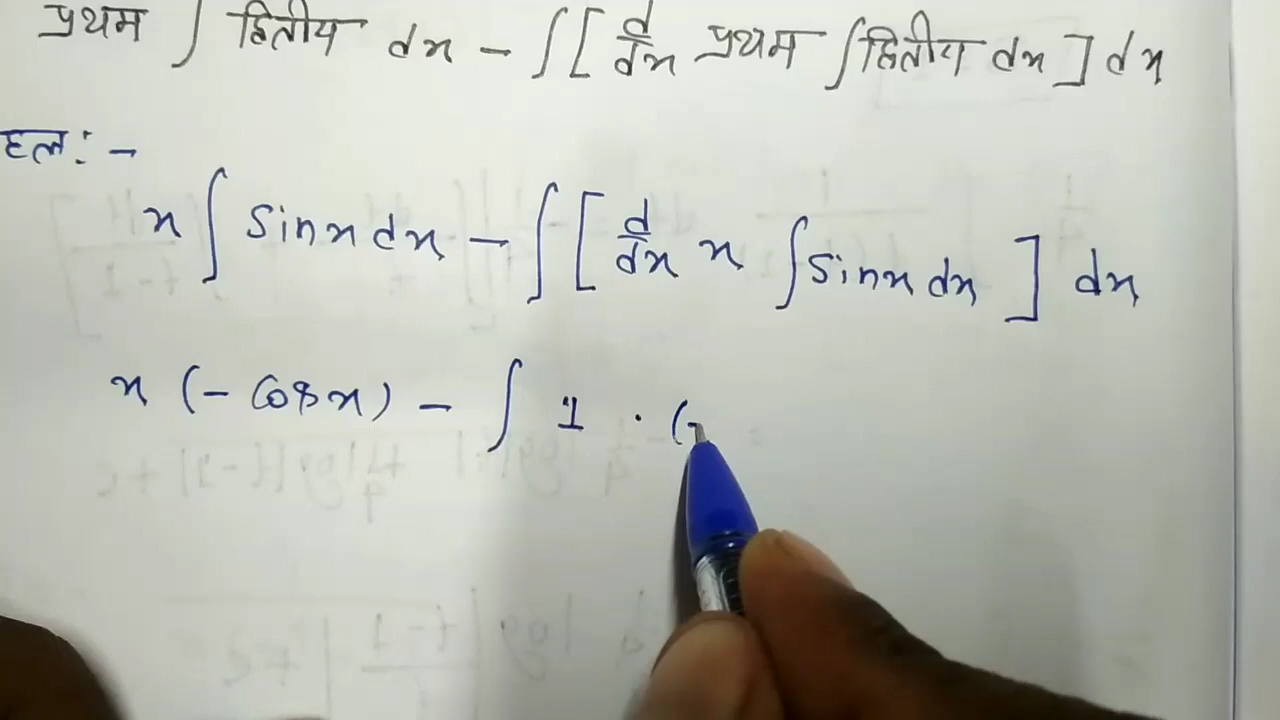 प्रथम ∫ द्वितीय dx - ∫ [ d/dx प्रथम ∫ द्वितीय dx ] dx
हल :-
x ∫ sinx dx - ∫ [ d/dx x ∫ sinx dx ] dx
x (- cosx) - ∫ 1 · (-